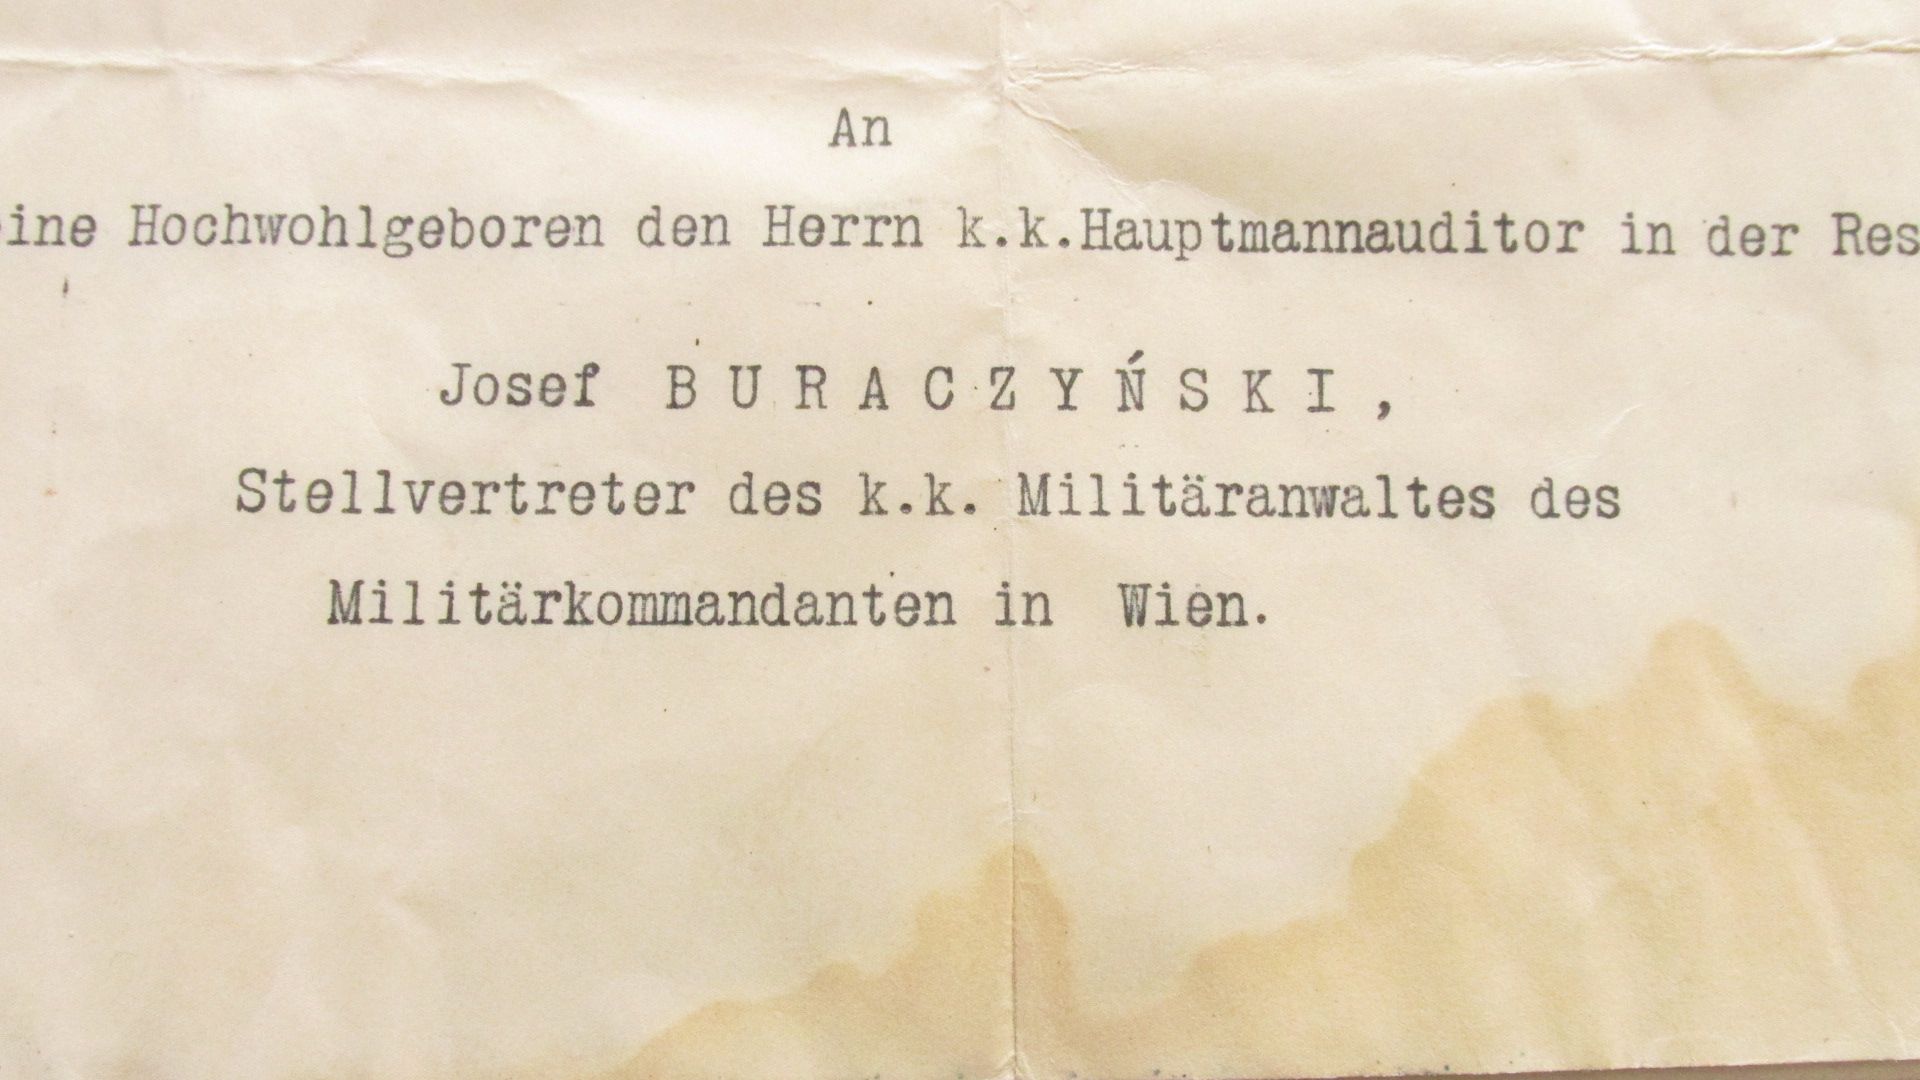 An
ine Hochwohlgeboren den Herrn k.k.Hauptmannauditor in der Res
Josef B U R A C Z Y Ń S K I ,
Stellvertreter des k.k. Militäranwaltes des
Militärkommandanten in Wien.